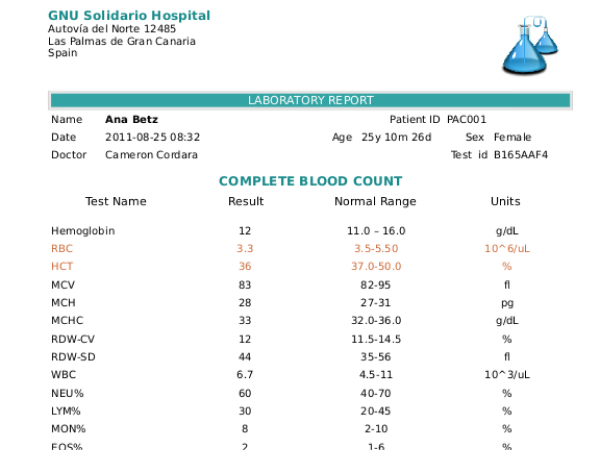 GNU Solidario Hospital
Autovía del Norte 12485
Las Palmas de Gran Canaria
Spain
LABORATORY REPORT
Name Ana Betz Patient ID PAC001
Date 2011-08-25 08:32 Age 25y 10m 26d Sex Female
Doctor Cameron Cordara Test id B165AAF4
COMPLETE BLOOD COUNT
Test Name Result Normal Range Units
Hemoglobin 12 11.0 – 16.0 g/dL
RBC 3.3 3.5-5.50 10^6/uL
HCT 36 37.0-50.0 %
MCV 83 82-95 fl
MCH 28 27-31 pg
MCHC 33 32.0-36.0 g/dL
RDW-CV 12 11.5-14.5 %
RDW-SD 44 35-56 fl
WBC 6.7 4.5-11 10^3/uL
NEU% 60 40-70 %
LYM% 30 20-45 %
MON% 8 2-10 %
EOS% 2 1-6 %